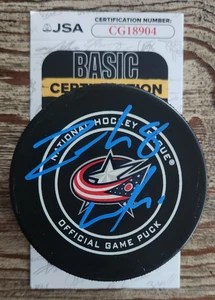 JSA
CERTIFICATION NUMBER
CG18904
BASIC
CERTIFICATION
NATIONAL HOCKEY LEAGUE
OFFICIAL GAME PUCK